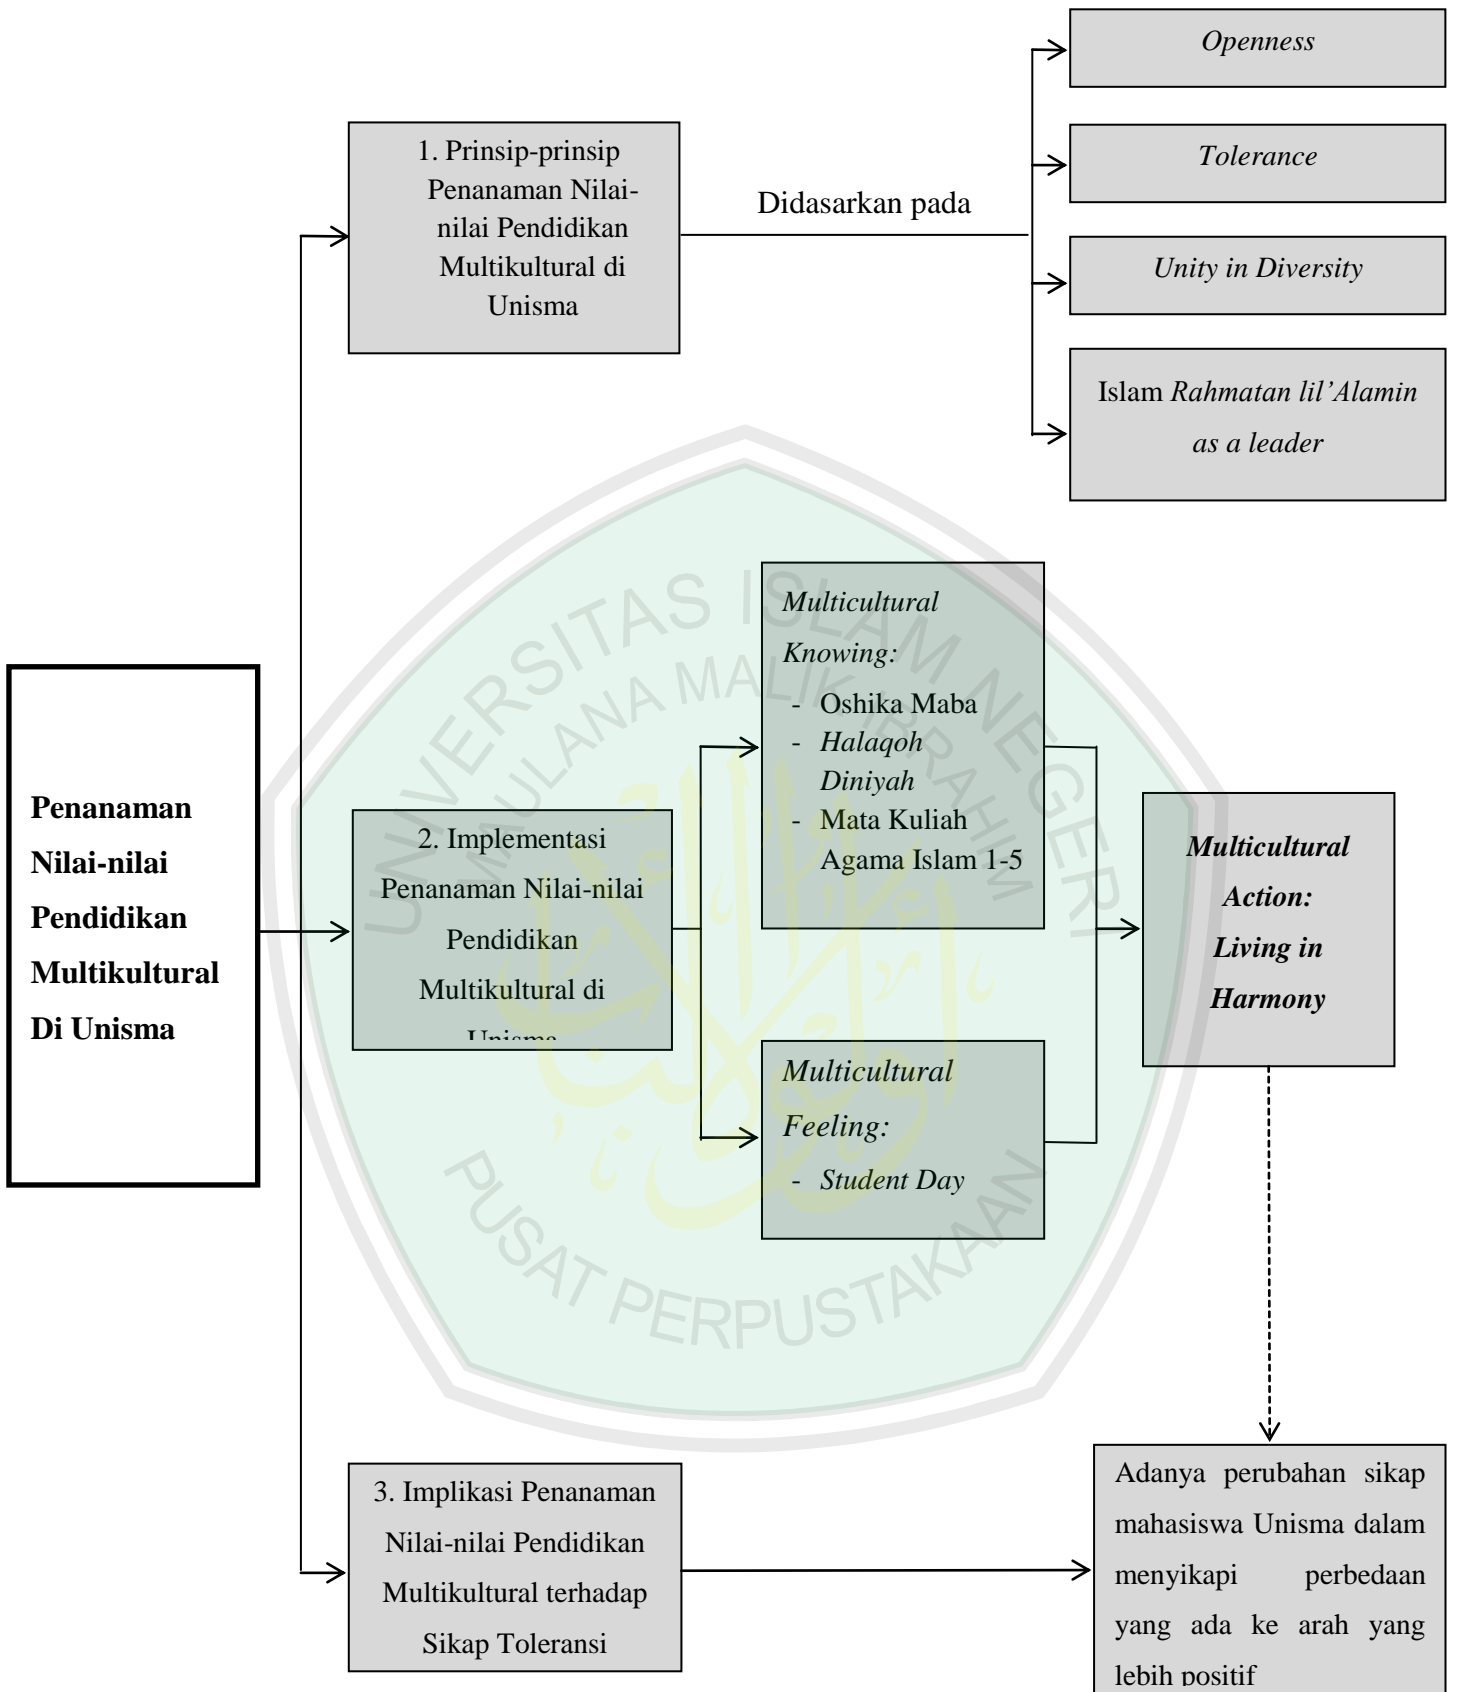 Openness
Tolerance
Unity in Diversity
Islam Rahmatan lil’Alamin
as a leader
1. Prinsip-prinsip
Penanaman Nilai-
nilai Pendidikan
Multikultural di
Unisma
Didasarkan pada
Penanaman
Nilai-nilai
Pendidikan
Multikultural
Di Unisma
2. Implementasi
Penanaman Nilai-nilai
Pendidikan
Multikultural di
Unisma
Multicultural
Knowing:
- Oshika Maba
- Halaqoh
Diniyah
- Mata Kuliah
Agama Islam 1-5
Multicultural
Feeling:
- Student Day
Multicultural
Action:
Living in
Harmony
3. Implikasi Penanaman
Nilai-nilai Pendidikan
Multikultural terhadap
Sikap Toleransi
Adanya perubahan sikap
mahasiswa Unisma dalam
menyikapi perbedaan
yang ada ke arah yang
lebih positif
UNIVERSITAS ISLAM NEGERI
MAULANA MALIK IBRAHIM
PUSAT PERPUSTAKAAN